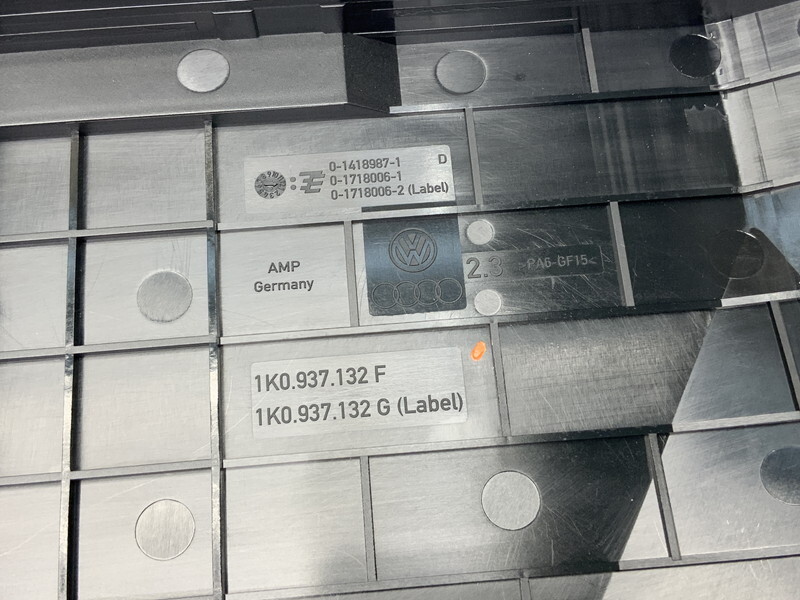 0-1418987-1 D
0-1718006-1
0-1718006-2 (Label)
AMP
Germany
VW
2.3
PA6-GF15<
1K0.937.132 F
1K0.937.132 G (Label)